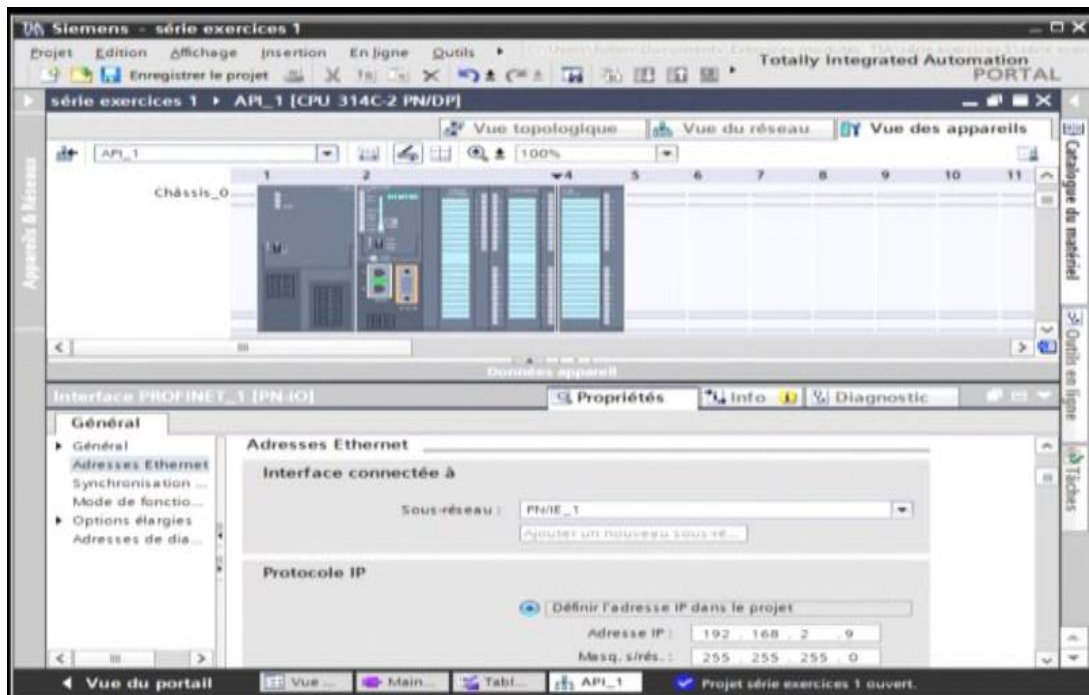 Siemens - série exercices 1
Projet Edition Affichage Insertion En ligne Outils
Totally Integrated Automation
PORTAL
Enregistrer le projet
série exercices 1 API_1 [CPU 314C-2 PN/DP]
Vue topologique Vue du réseau Vue des appareils
API_1 100%
1 2 4 5 6 7 8 9 10 11
Châssis_0
SIEMENS
Appareils & Réseaux
Données appareil
Interface PROFINET_1 [PN-IO]
Propriétés Info Diagnostic
Général
Général
Adresses Ethernet
Synchronisation ...
Mode de fonctio...
Options élargies
Adresses de dia...
Adresses Ethernet
Interface connectée à
Sous-réseau : PN/IE_1
Ajouter un nouveau sous-ré...
Protocole IP
Définir l'adresse IP dans le projet
Adresse IP : 192 . 168 . 2 . 9
Masq. s/rés. : 255 . 255 . 255 . 0
Catalogue du matériel
Outils en ligne
Tâches
Vue du portail Vue ... Main... Tabl... API_1 Projet série exercices 1 ouvert.